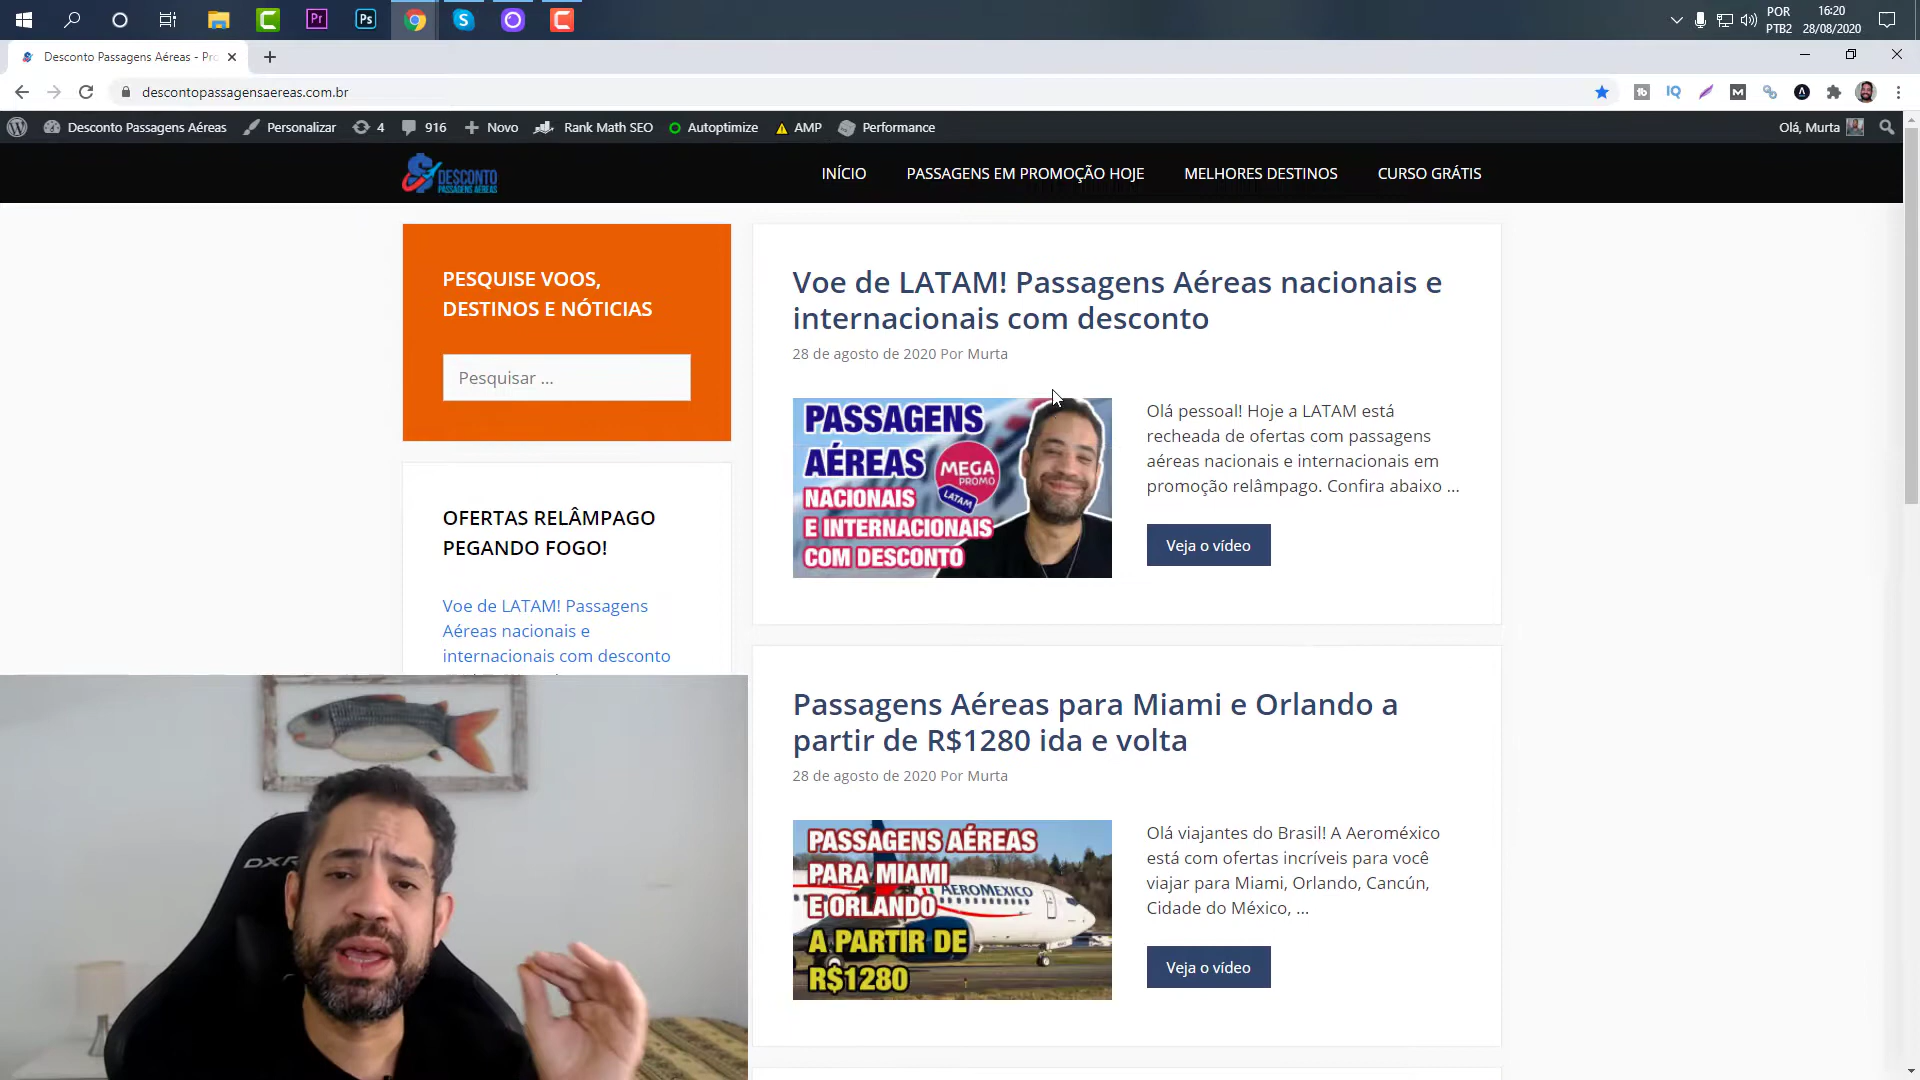 POR
PTB2
16:20
28/08/2020
Desconto Passagens Aéreas - Pro
descontopassagensaereas.com.br
Desconto Passagens Aéreas
Personalizar
4
916
Novo
Rank Math SEO
Autoptimize
AMP
Performance
Olá, Murta
DESCONTO
PASSAGENS AÉREAS
INÍCIO
PASSAGENS EM PROMOÇÃO HOJE
MELHORES DESTINOS
CURSO GRÁTIS
PESQUISE VOOS,
DESTINOS E NÓTICIAS
Pesquisar ...
OFERTAS RELÂMPAGO
PEGANDO FOGO!
Voe de LATAM! Passagens
Aéreas nacionais e
internacionais com desconto
Voe de LATAM! Passagens Aéreas nacionais e
internacionais com desconto
28 de agosto de 2020 Por Murta
PASSAGENS
AÉREAS
MEGA
PROMO
LATAM
NACIONAIS
E INTERNACIONAIS
COM DESCONTO
Olá pessoal! Hoje a LATAM está
recheada de ofertas com passagens
aéreas nacionais e internacionais em
promoção relâmpago. Confira abaixo ...
Veja o vídeo
Passagens Aéreas para Miami e Orlando a
partir de R$1280 ida e volta
28 de agosto de 2020 Por Murta
PASSAGENS AÉREAS
PARA MIAMI
E ORLANDO
A PARTIR DE
R$1280
AEROMEXICO
Olá viajantes do Brasil! A Aeroméxico
está com ofertas incríveis para você
viajar para Miami, Orlando, Cancún,
Cidade do México, ...
Veja o vídeo
DXR